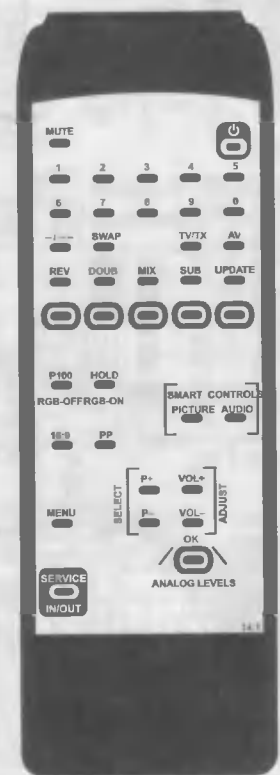 MUTE
1 2 3 4 5
6 7 8 9 0
-/-- SWAP TV/TX AV
REV DOUB MIX SUB UPDATE
P100 HOLD
RGB-OFF RGB-ON
SMART CONTROLS
PICTURE AUDIO
16:9 PP
SELECT
P+ VOL+
ADJUST
MENU P- VOL-
OK
ANALOG LEVELS
SERVICE
IN/OUT